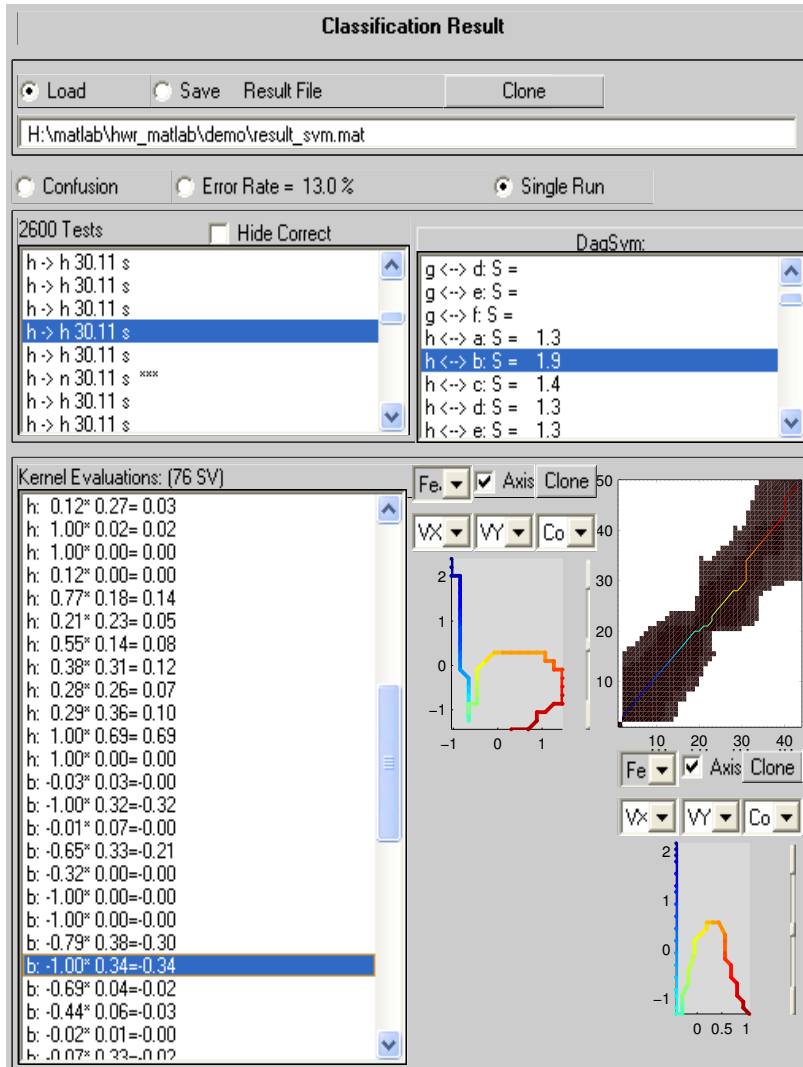 Classification Result
Load Save Result File Clone
H:\matlab\hwr_matlab\demo\result_svm.mat
Confusion Error Rate = 13.0 % Single Run
2600 Tests Hide Correct
h -> h 30.11 s
h -> h 30.11 s
h -> h 30.11 s
h -> h 30.11 s
h -> h 30.11 s
h -> n 30.11 s ***
h -> h 30.11 s
h -> h 30.11 s
DagSvm:
g <--> d: S =
g <--> e: S =
g <--> f: S =
h <--> a: S = 1.3
h <--> b: S = 1.9
h <--> c: S = 1.4
h <--> d: S = 1.3
h <--> e: S = 1.3
Kernel Evaluations: (76 SV)
h: 0.12* 0.27= 0.03
h: 1.00* 0.02= 0.02
h: 1.00* 0.00= 0.00
h: 0.12* 0.00= 0.00
h: 0.77* 0.18= 0.14
h: 0.21* 0.23= 0.05
h: 0.55* 0.14= 0.08
h: 0.38* 0.31= 0.12
h: 0.28* 0.26= 0.07
h: 0.29* 0.36= 0.10
h: 1.00* 0.69= 0.69
h: 1.00* 0.00= 0.00
b: -0.03* 0.03=-0.00
b: -1.00* 0.32=-0.32
b: -0.01* 0.07=-0.00
b: -0.65* 0.33=-0.21
b: -0.32* 0.00=-0.00
b: -1.00* 0.00=-0.00
b: -1.00* 0.00=-0.00
b: -0.79* 0.38=-0.30
b: -1.00* 0.34=-0.34
b: -0.69* 0.04=-0.02
b: -0.44* 0.06=-0.03
b: -0.02* 0.01=-0.00
b: -0.07* 0.33=-0.02
Fe. Axis Clone
VX VY Co
2
1
0
−1
−1 0 1
50
40
30
20
10
10 20 30 40
Fe Axis Clone
VX VY Co
2
1
0
−1
0 0.5 1